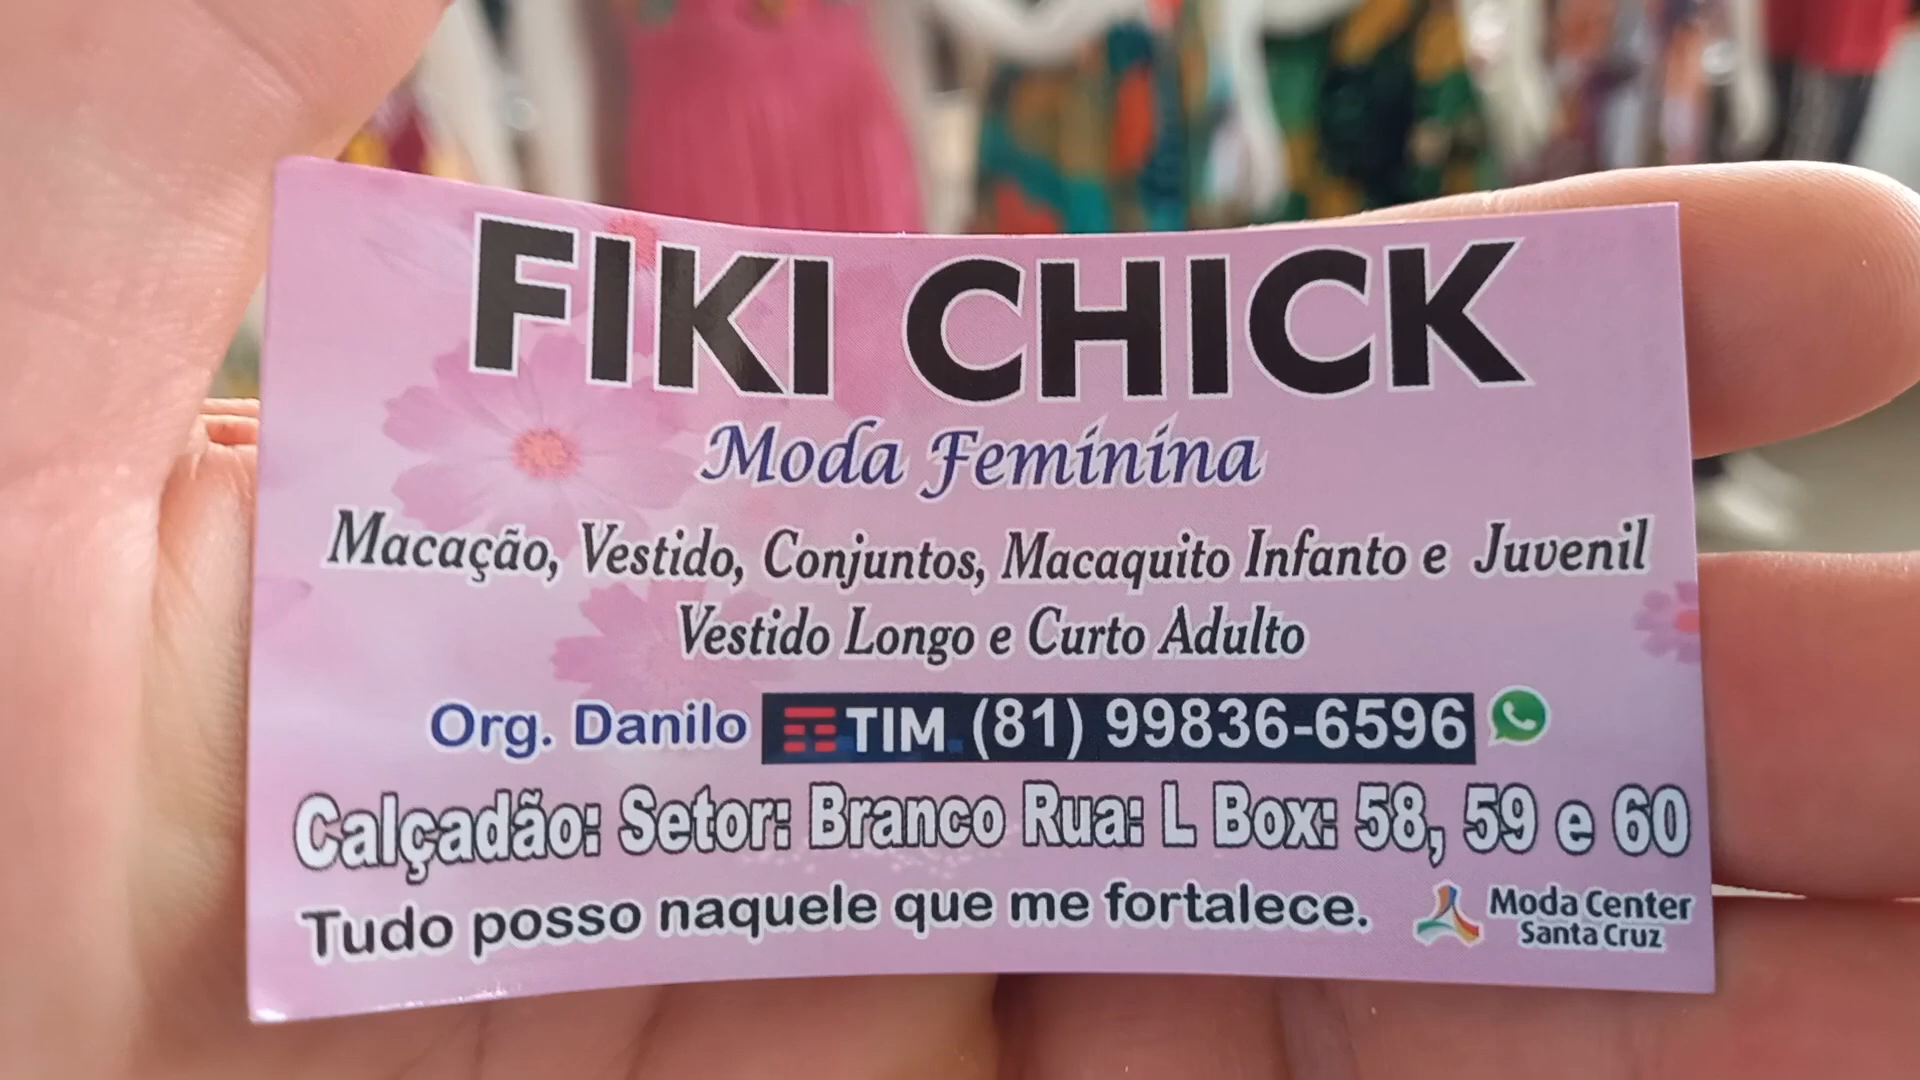 FIKI CHICK
Moda Feminina
Macacão, Vestido, Conjuntos, Macaquito Infanto e Juvenil
Vestido Longo e Curto Adulto
Org. Danilo TIM (81) 99836-6596
Calçadão: Setor: Branco Rua: L Box: 58, 59 e 60
Tudo posso naquele que me fortalece.
Moda Center
Santa Cruz